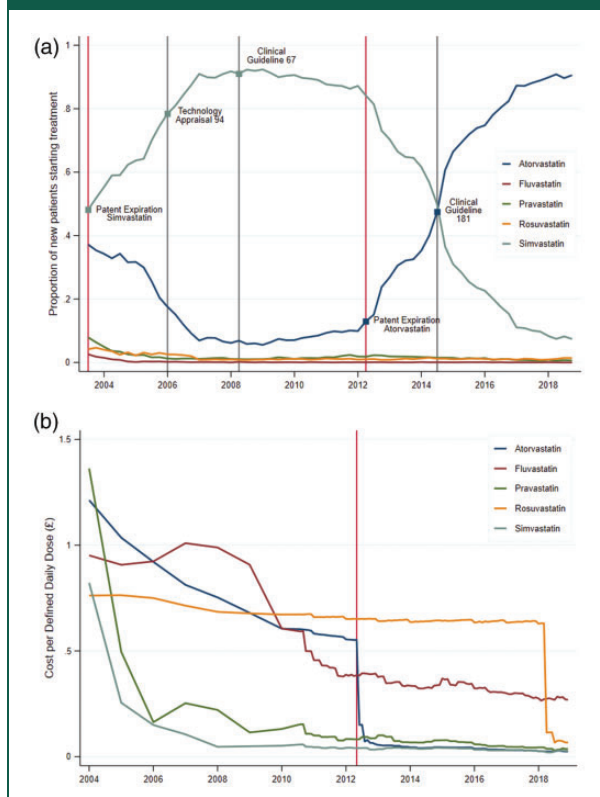 (a)
1
.8
.6
.4
.2
0
Proportion of new patients starting treatment
Clinical
Guideline 67
Technology
Appraisal 94
Patent Expiration
Simvastatin
Clinical
Guideline
181
Patent Expiration
Atorvastatin
Atorvastatin
Fluvastatin
Pravastatin
Rosuvastatin
Simvastatin
2004 2006 2008 2010 2012 2014 2016 2018
(b)
1.5
1
.5
0
Cost per Defined Daily Dose (£)
Atorvastatin
Fluvastatin
Pravastatin
Rosuvastatin
Simvastatin
2004 2006 2008 2010 2012 2014 2016 2018